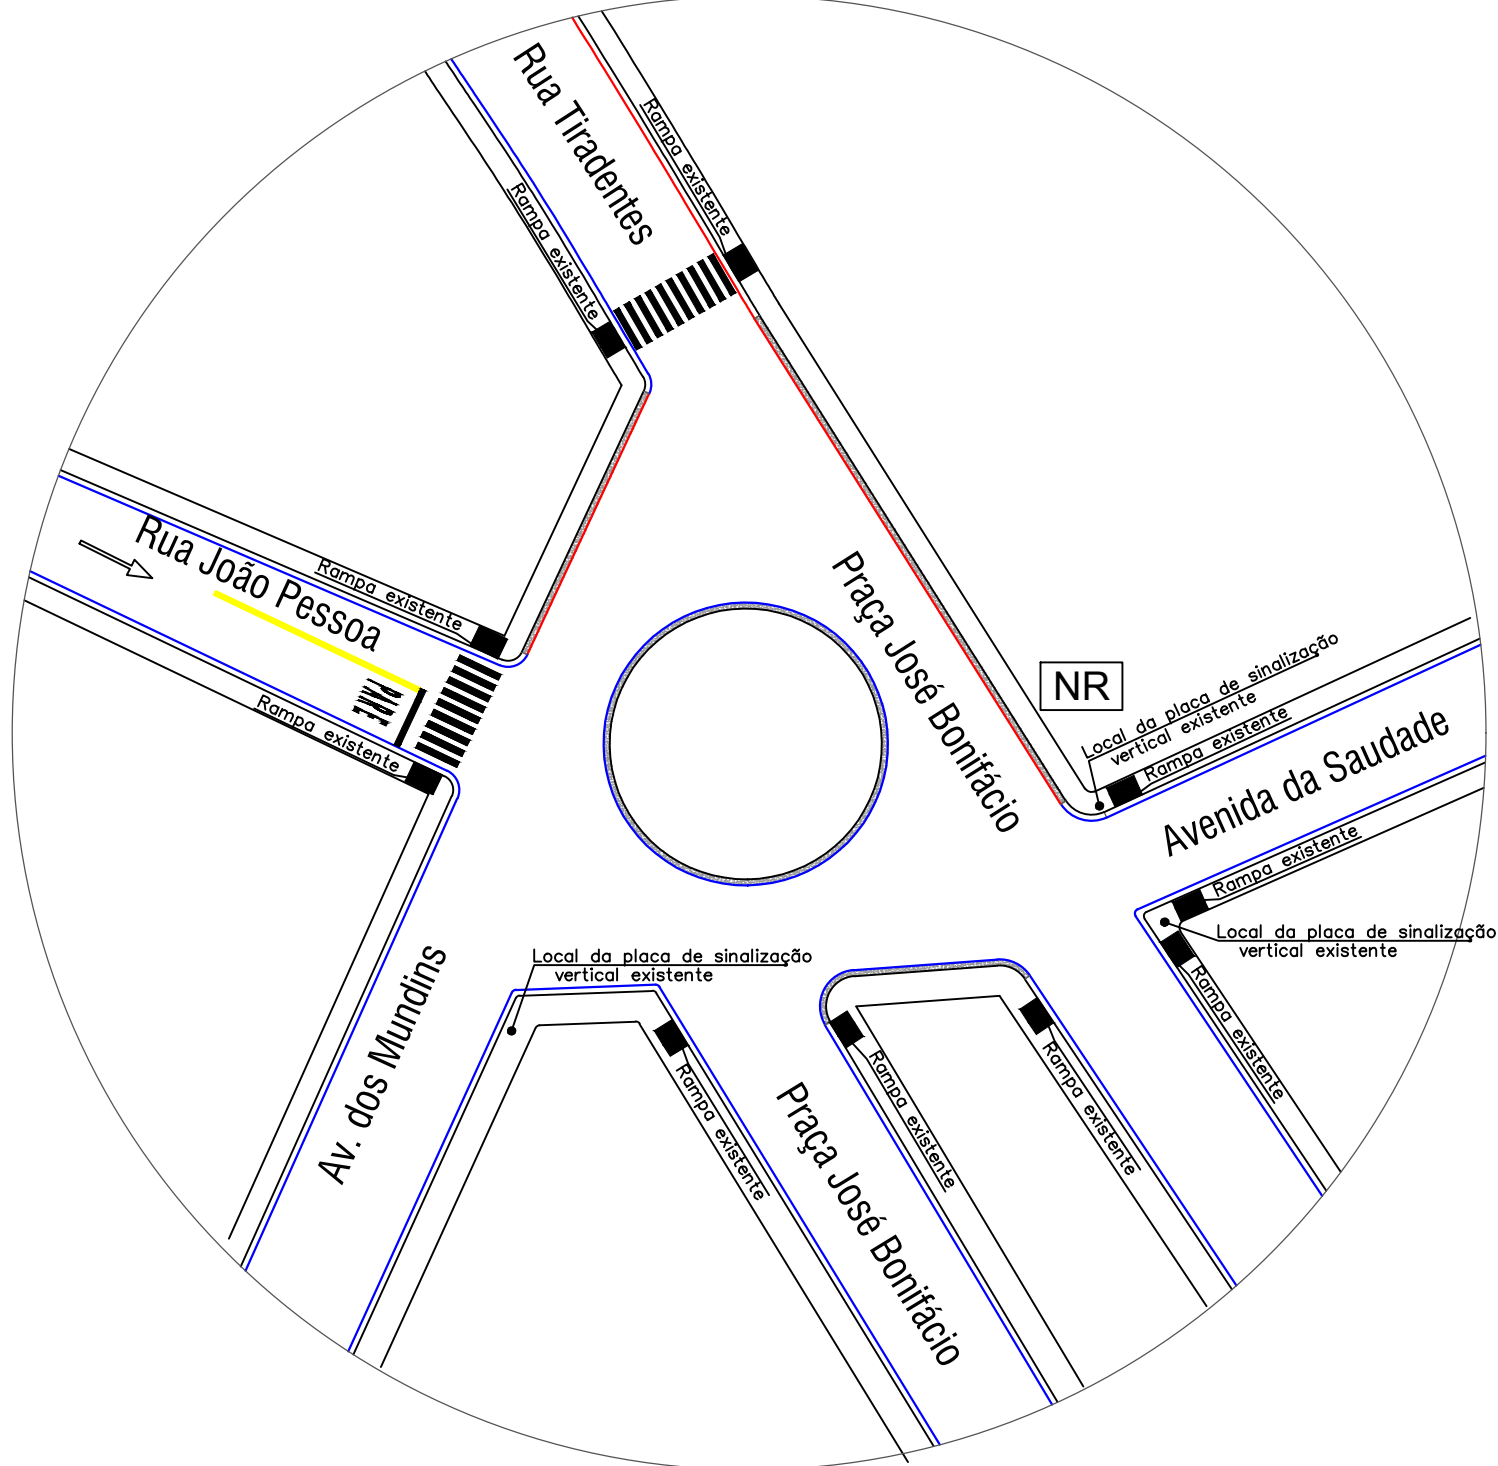 Rua Tiradentes
Rampa existente
Rampa existente
Rua João Pessoa
Rampa existente
PARE
Rampa existente
Praça José Bonifácio
NR
Local da placa de sinalização
vertical existente
Rampa existente
Avenida da Saudade
Rampa existente
Local da placa de sinalização
vertical existente
Rampa existente
Local da placa de sinalização
vertical existente
Av. dos Mundins
Rampa existente
Praça José Bonifácio
Rampa existente
Rampa existente